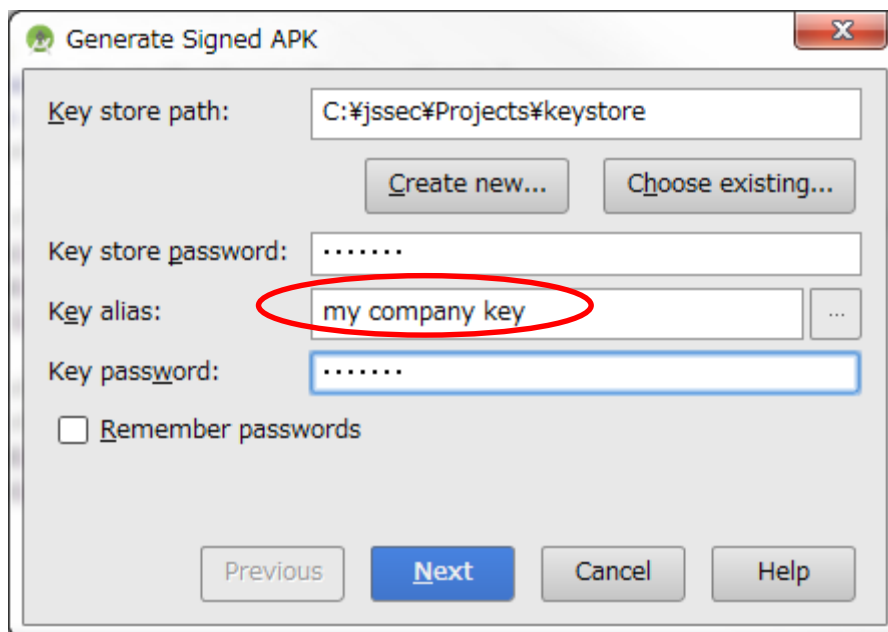 Generate Signed APK
Key store path: C:¥jssec¥Projects¥keystore
Create new... Choose existing...
Key store password: ·······
Key alias: my company key ...
Key password: ·······
Remember passwords
Previous Next Cancel Help